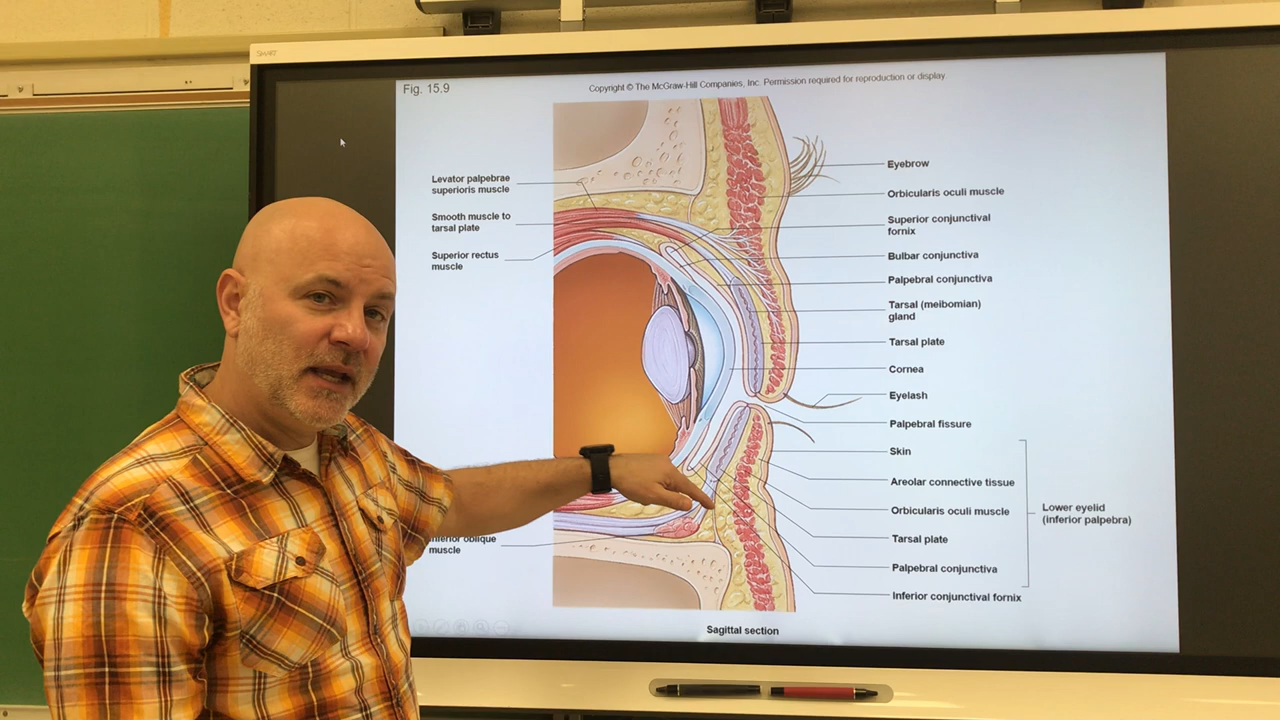 SMART
Fig. 15.9
Copyright © The McGraw-Hill Companies, Inc. Permission required for reproduction or display.
Levator palpebrae
superioris muscle
Smooth muscle to
tarsal plate
Superior rectus
muscle
Inferior oblique
muscle
Eyebrow
Orbicularis oculi muscle
Superior conjunctival
fornix
Bulbar conjunctiva
Palpebral conjunctiva
Tarsal (meibomian)
gland
Tarsal plate
Cornea
Eyelash
Palpebral fissure
Skin
Areolar connective tissue
Orbicularis oculi muscle
Tarsal plate
Palpebral conjunctiva
Inferior conjunctival fornix
Lower eyelid
(inferior palpebra)
Sagittal section